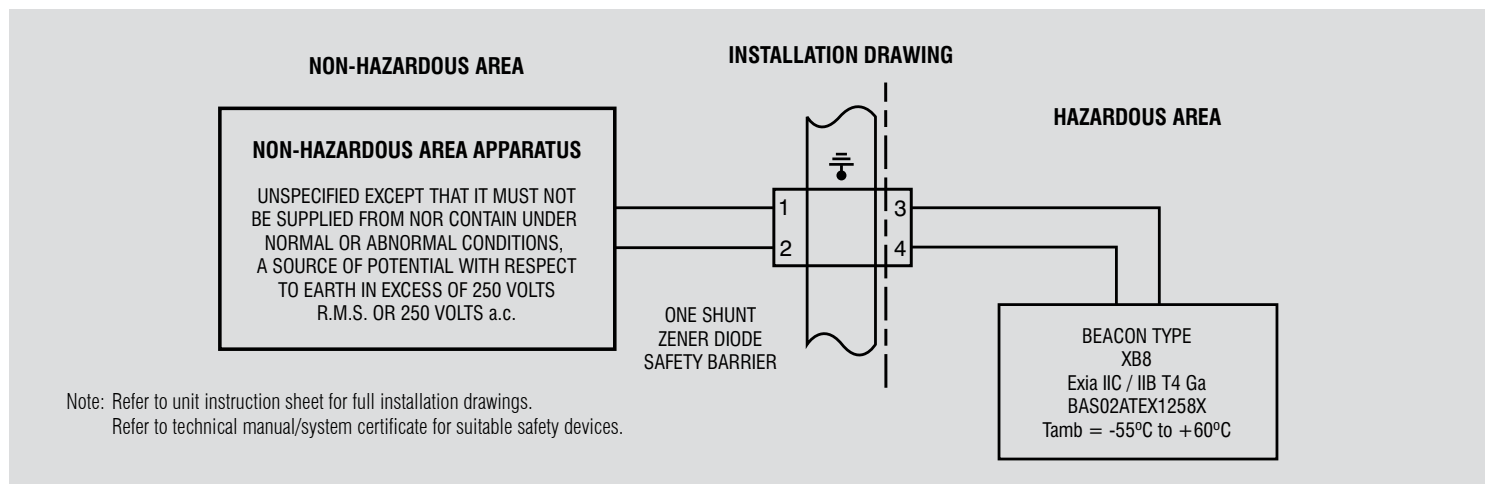 INSTALLATION DRAWING
NON-HAZARDOUS AREA
HAZARDOUS AREA
NON-HAZARDOUS AREA APPARATUS
UNSPECIFIED EXCEPT THAT IT MUST NOT
BE SUPPLIED FROM NOR CONTAIN UNDER
NORMAL OR ABNORMAL CONDITIONS,
A SOURCE OF POTENTIAL WITH RESPECT
TO EARTH IN EXCESS OF 250 VOLTS
R.M.S. OR 250 VOLTS a.c.
1
2
3
4
ONE SHUNT
ZENER DIODE
SAFETY BARRIER
BEACON TYPE
XB8
Exia IIC / IIB T4 Ga
BAS02ATEX1258X
Tamb = -55ºC to +60ºC
Note: Refer to unit instruction sheet for full installation drawings.
Refer to technical manual/system certificate for suitable safety devices.